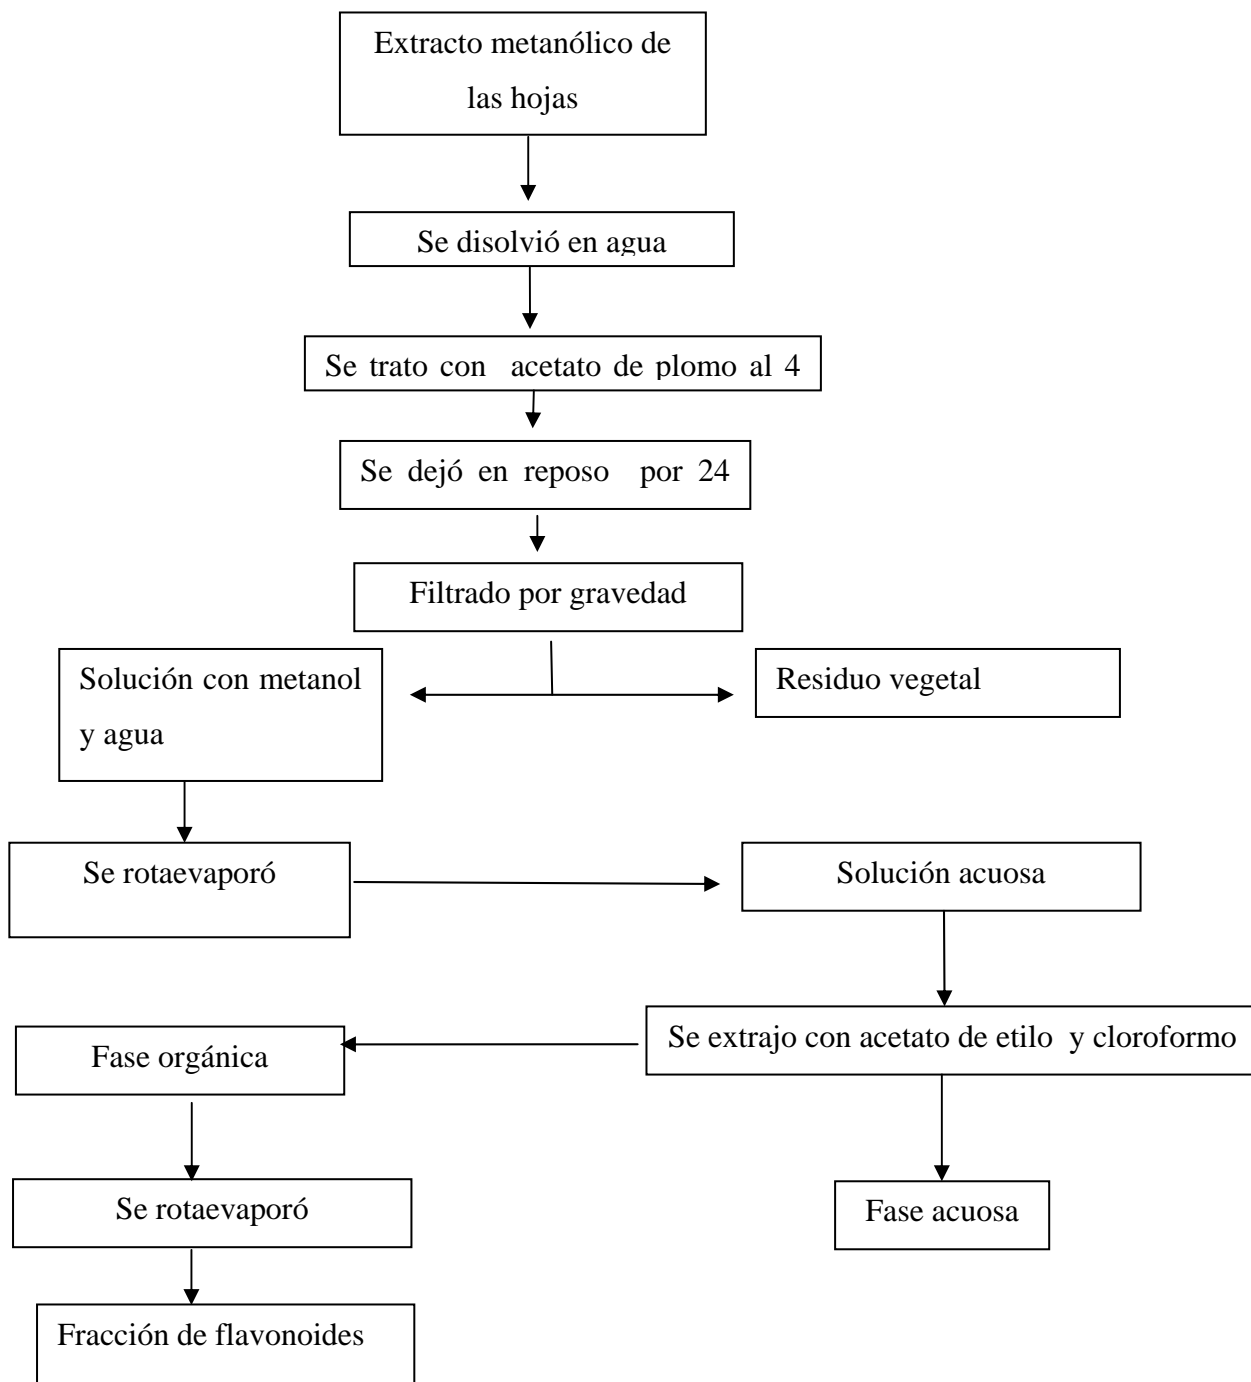 Extracto metanólico de
las hojas
Se disolvió en agua
Se trato con acetato de plomo al 4
Se dejó en reposo por 24
Filtrado por gravedad
Solución con metanol
y agua
Residuo vegetal
Se rotaevaporó
Solución acuosa
Se extrajo con acetato de etilo y cloroformo
Fase orgánica
Se rotaevaporó
Fase acuosa
Fracción de flavonoides